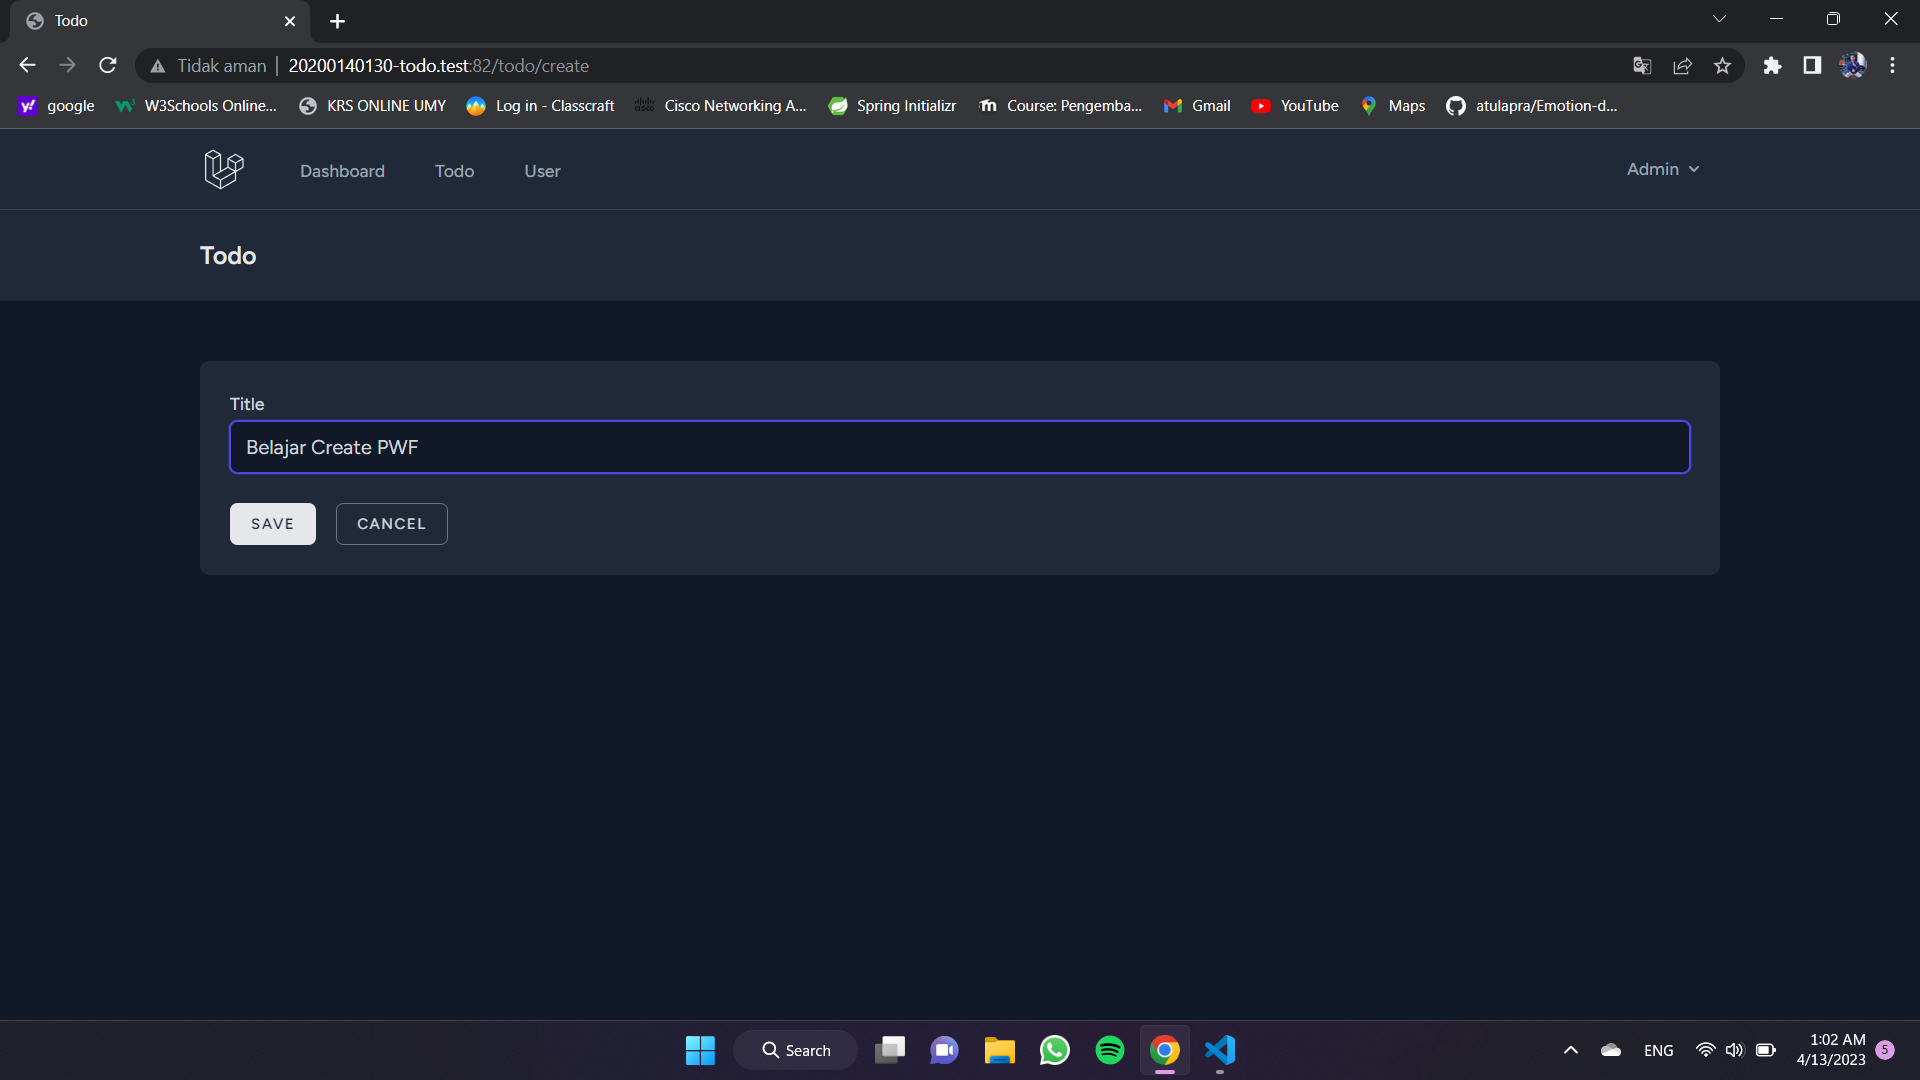 Todo
Tidak aman | 20200140130-todo.test:82/todo/create
google W3Schools Online... KRS ONLINE UMY Log in - Classcraft Cisco Networking A... Spring Initializr Course: Pengemba... Gmail YouTube Maps atulapra/Emotion-d...
Dashboard Todo User Admin
Todo
Title
Belajar Create PWF
SAVE CANCEL
Search ENG 1:02 AM
4/13/2023 5